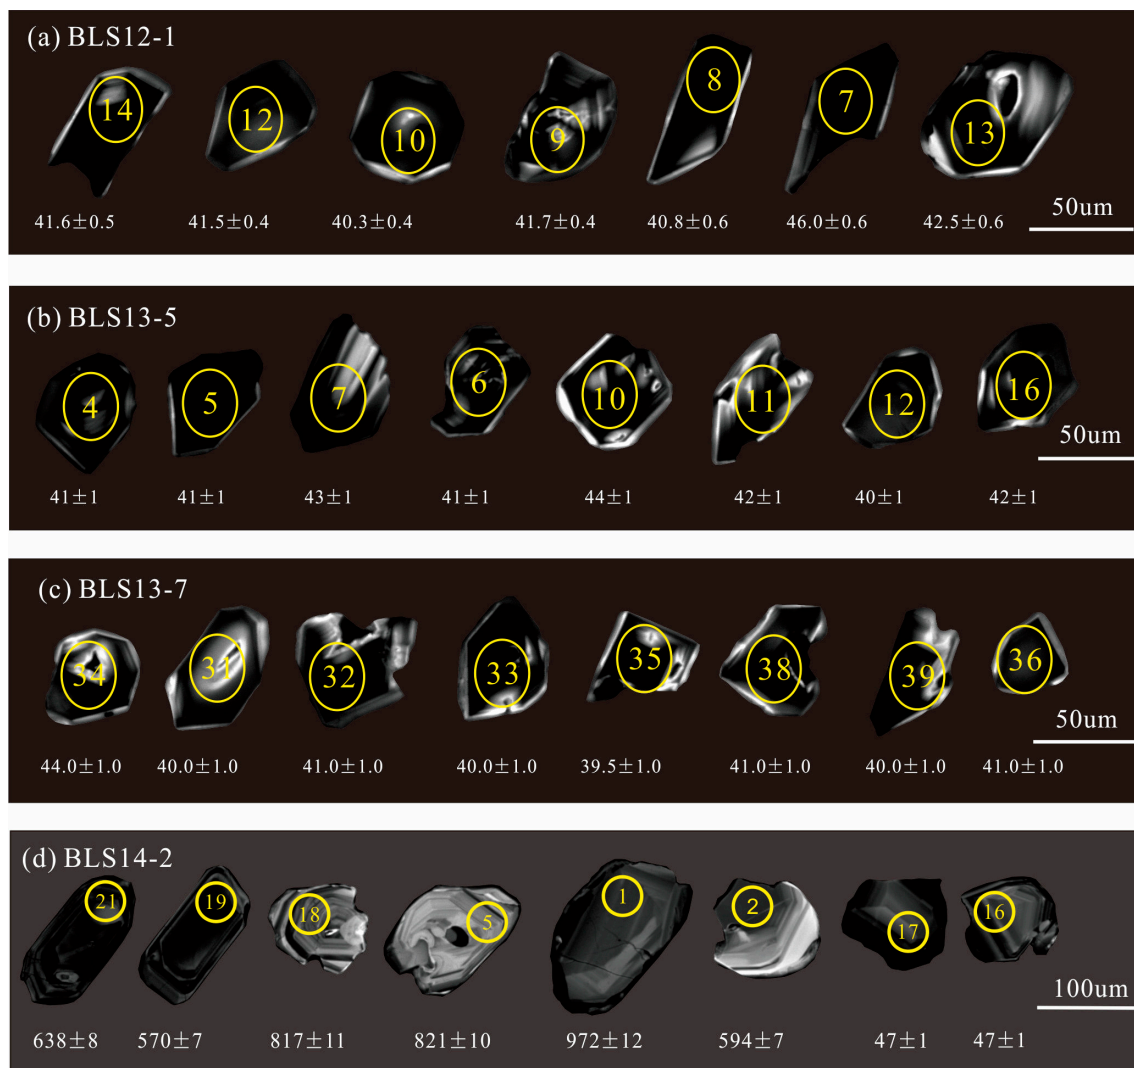 (a) BLS12-1
14 12 10 9 8 7 13
41.6±0.5 41.5±0.4 40.3±0.4 41.7±0.4 40.8±0.6 46.0±0.6 42.5±0.6
50um
(b) BLS13-5
4 5 7 6 10 11 12 16
50um
41±1 41±1 43±1 41±1 44±1 42±1 40±1 42±1
(c) BLS13-7
34 31 32 33 35 38 39 36
50um
44.0±1.0 40.0±1.0 41.0±1.0 40.0±1.0 39.5±1.0 41.0±1.0 40.0±1.0 41.0±1.0
(d) BLS14-2
21 19 18 5 1 2 17 16
100um
638±8 570±7 817±11 821±10 972±12 594±7 47±1 47±1